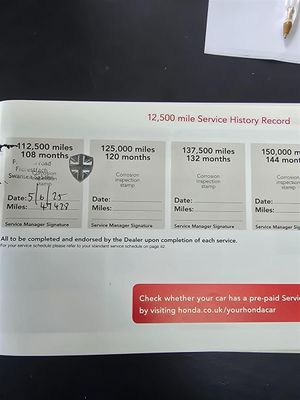 12,500 mile Service History Record
112,500 miles
108 months
Swansea
Corrosion
inspection
stamp
Date: 5 6 25
Miles: 47428
Service Manager Signature
125,000 miles
120 months
Corrosion
inspection
stamp
Date:
Miles:
Service Manager Signature
137,500 miles
132 months
Corrosion
inspection
stamp
Date:
Miles:
Service Manager Signature
150,000 m
144 mont
Date:
Miles:
Service Manager
All to be completed and endorsed by the Dealer upon completion of each service.
For your service schedule please refer to your standard service schedule on page 42.
Check whether your car has a pre-paid Servi
by visiting honda.co.uk/yourhondacar